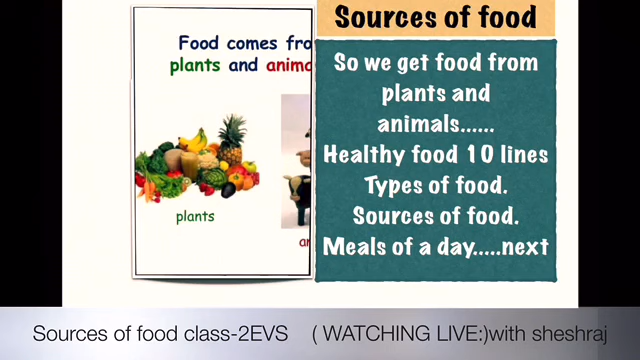 Food comes fro
plants and anima
plants
an
Sources of food
So we get food from
plants and
animals......
Healthy food 10 lines
Types of food.
Sources of food.
Meals of a day.....next
Sources of food class-2EVS ( WATCHING LIVE:)with sheshraj